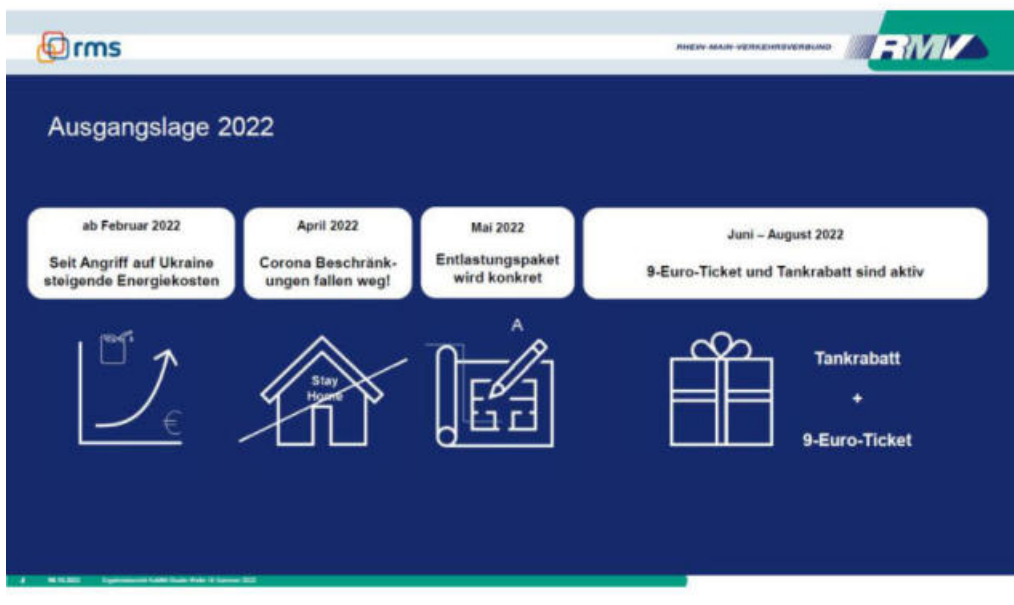 rms
RHEIN-MAIN-VERKEHRSVERBUND
RMV
Ausgangslage 2022
ab Februar 2022
Seit Angriff auf Ukraine
steigende Energiekosten
April 2022
Corona Beschränk-
ungen fallen weg!
Mai 2022
Entlastungspaket
wird konkret
Juni – August 2022
9-Euro-Ticket und Tankrabatt sind aktiv
€
Stay
Home
A
Tankrabatt
+
9-Euro-Ticket